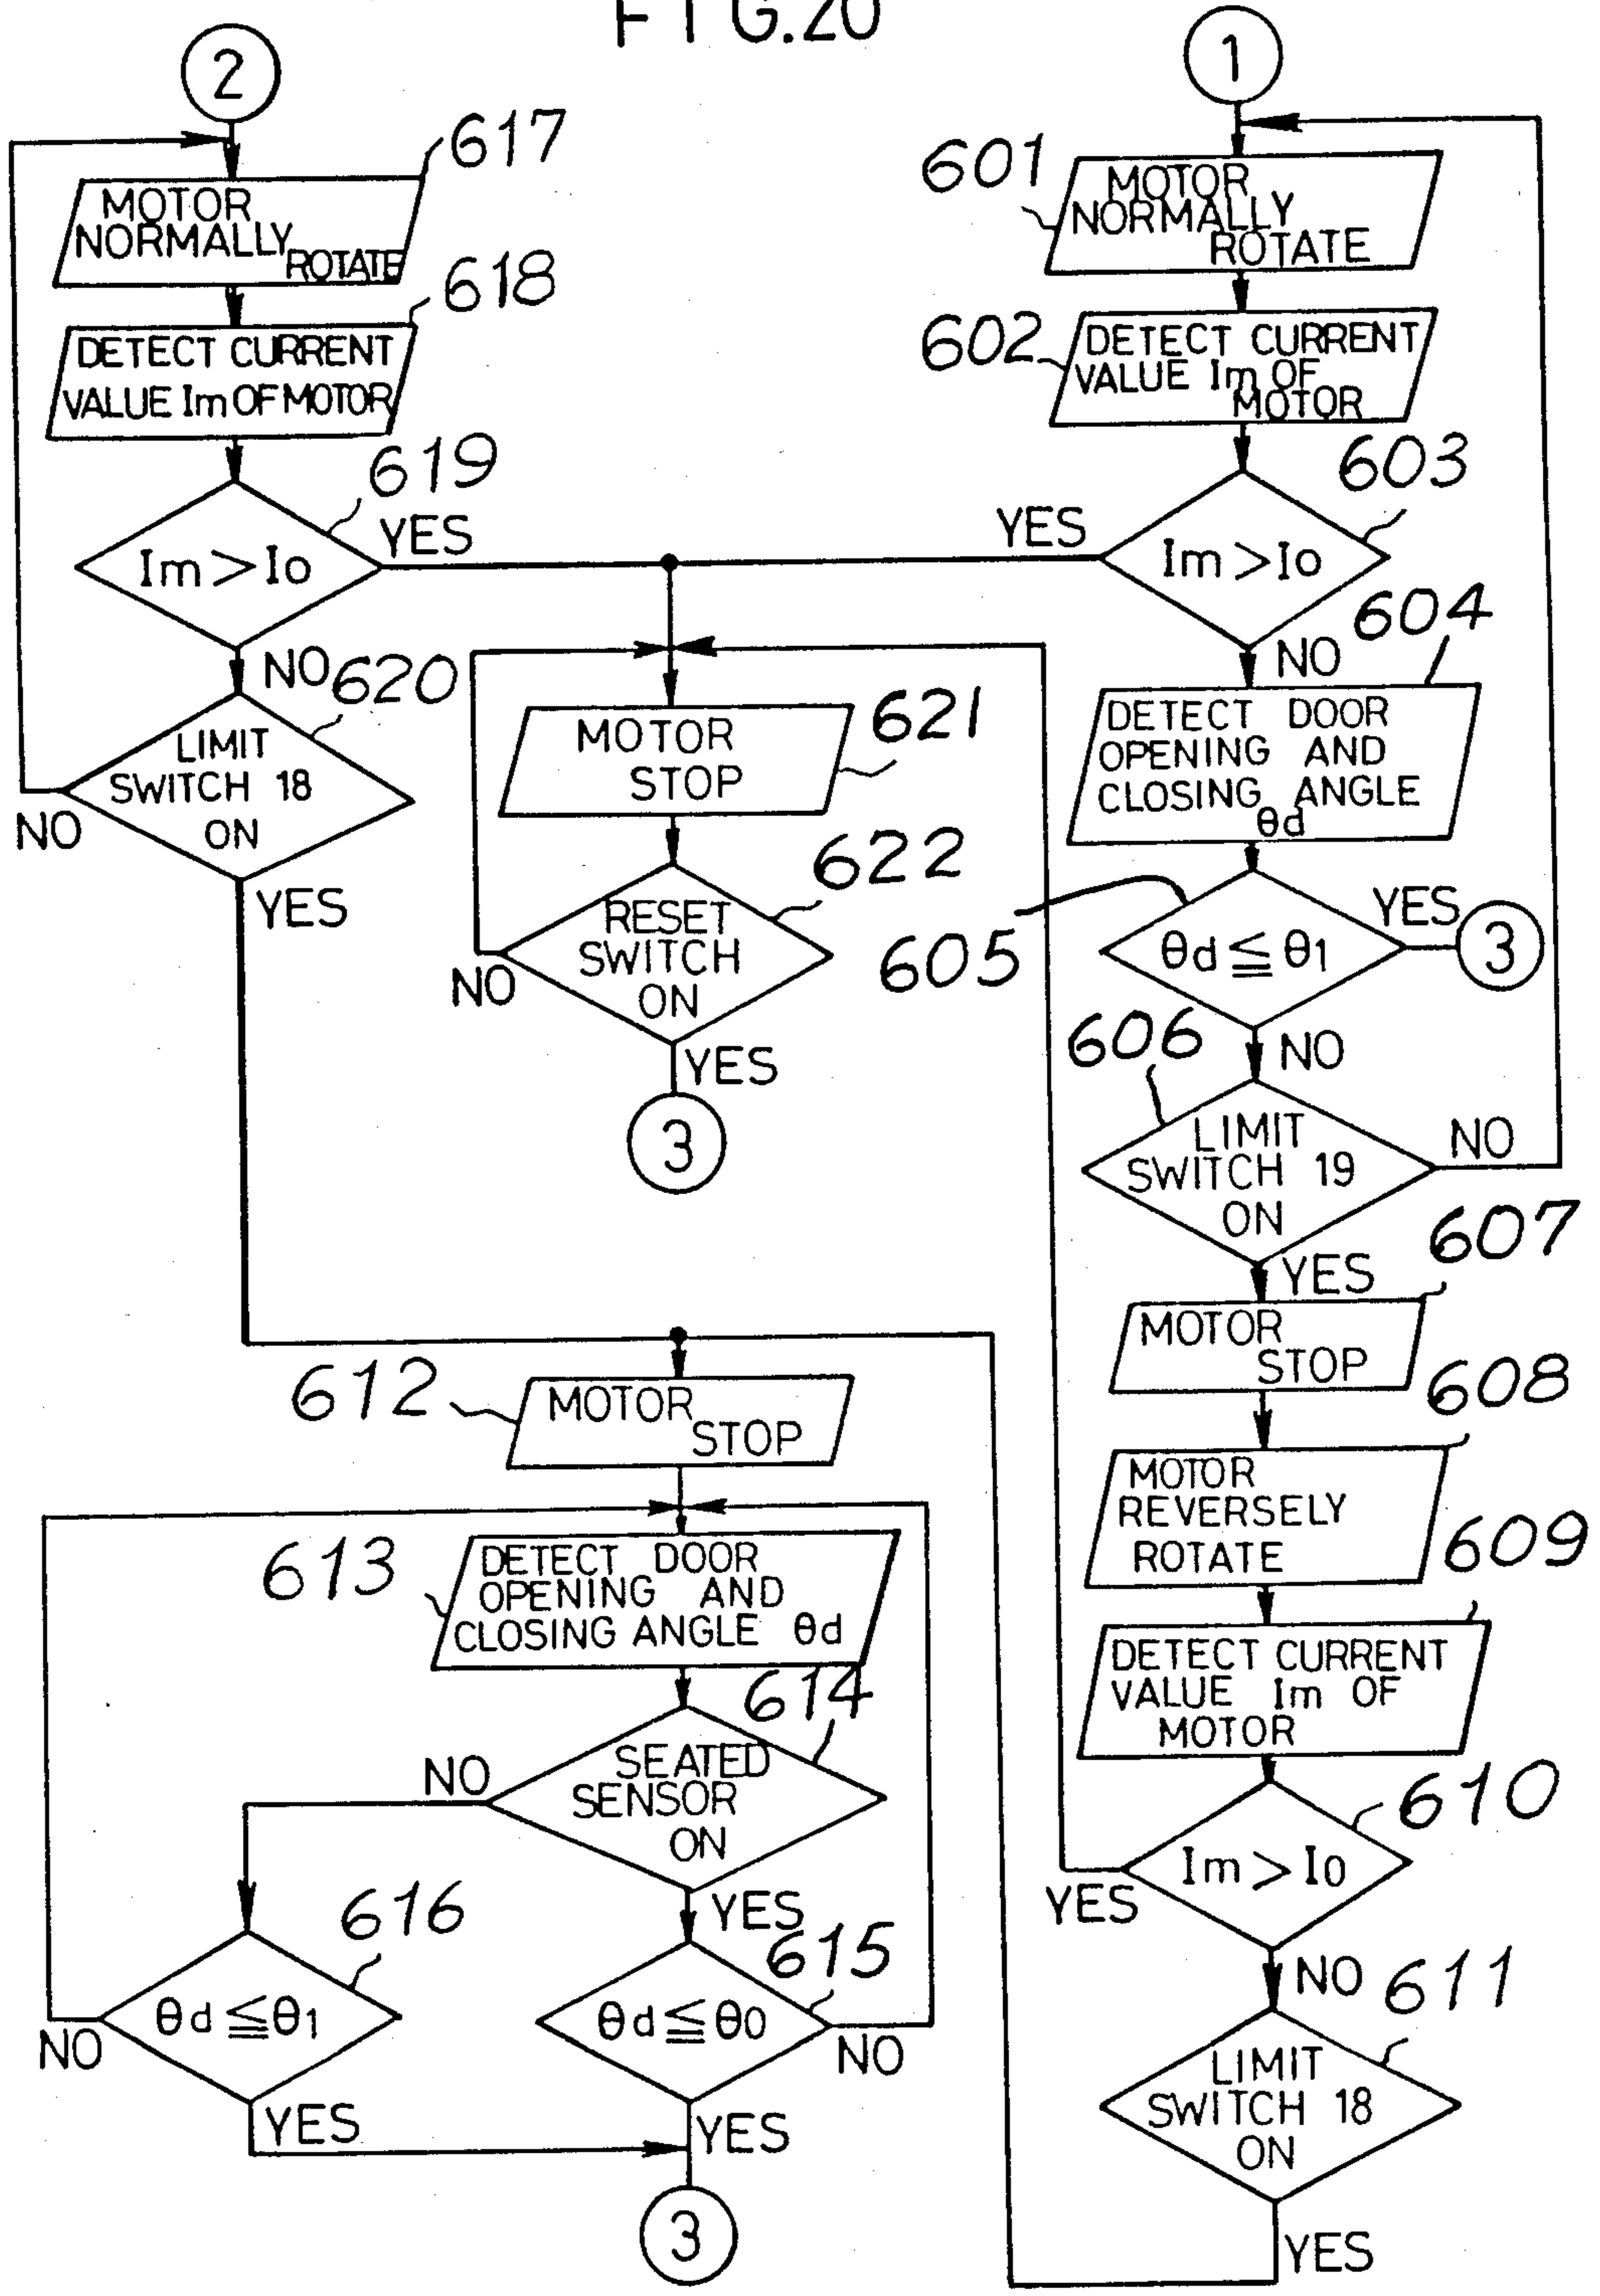 FIG.20
2
617
MOTOR
NORMALLY
ROTATE
618
DETECT CURRENT
VALUE Im OF MOTOR
619
Im > Io
YES
NO
620
LIMIT
SWITCH 18
ON
NO
YES
MOTOR
STOP
621
RESET
SWITCH
ON
622
NO
YES
3
1
601
MOTOR
NORMALLY
ROTATE
602
DETECT CURRENT
VALUE Im OF
MOTOR
603
YES
Im > Io
NO
604
DETECT DOOR
OPENING AND
CLOSING ANGLE
θd
605
θd ≦ θ1
YES
3
NO
606
LIMIT
SWITCH 19
ON
NO
YES
607
MOTOR
STOP
608
MOTOR
REVERSELY
ROTATE
609
DETECT CURRENT
VALUE Im OF
MOTOR
610
Im > I0
YES
NO
611
LIMIT
SWITCH 18
ON
YES
612
MOTOR
STOP
613
DETECT DOOR
OPENING AND
CLOSING ANGLE θd
614
SEATED
SENSOR
ON
NO
YES
616
θd ≦ θ1
NO
YES
615
θd ≦ θ0
NO
YES
3